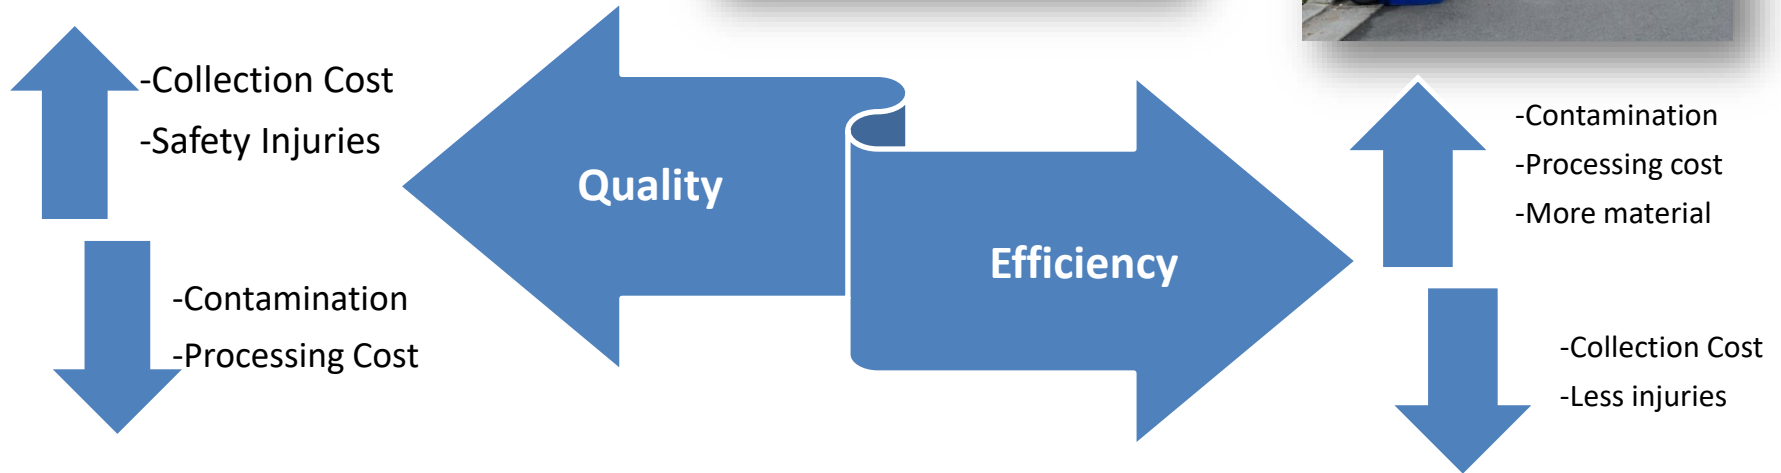 -Collection Cost
-Safety Injuries
-Contamination
-Processing Cost
Quality
Efficiency
-Contamination
-Processing cost
-More material
-Collection Cost
-Less injuries